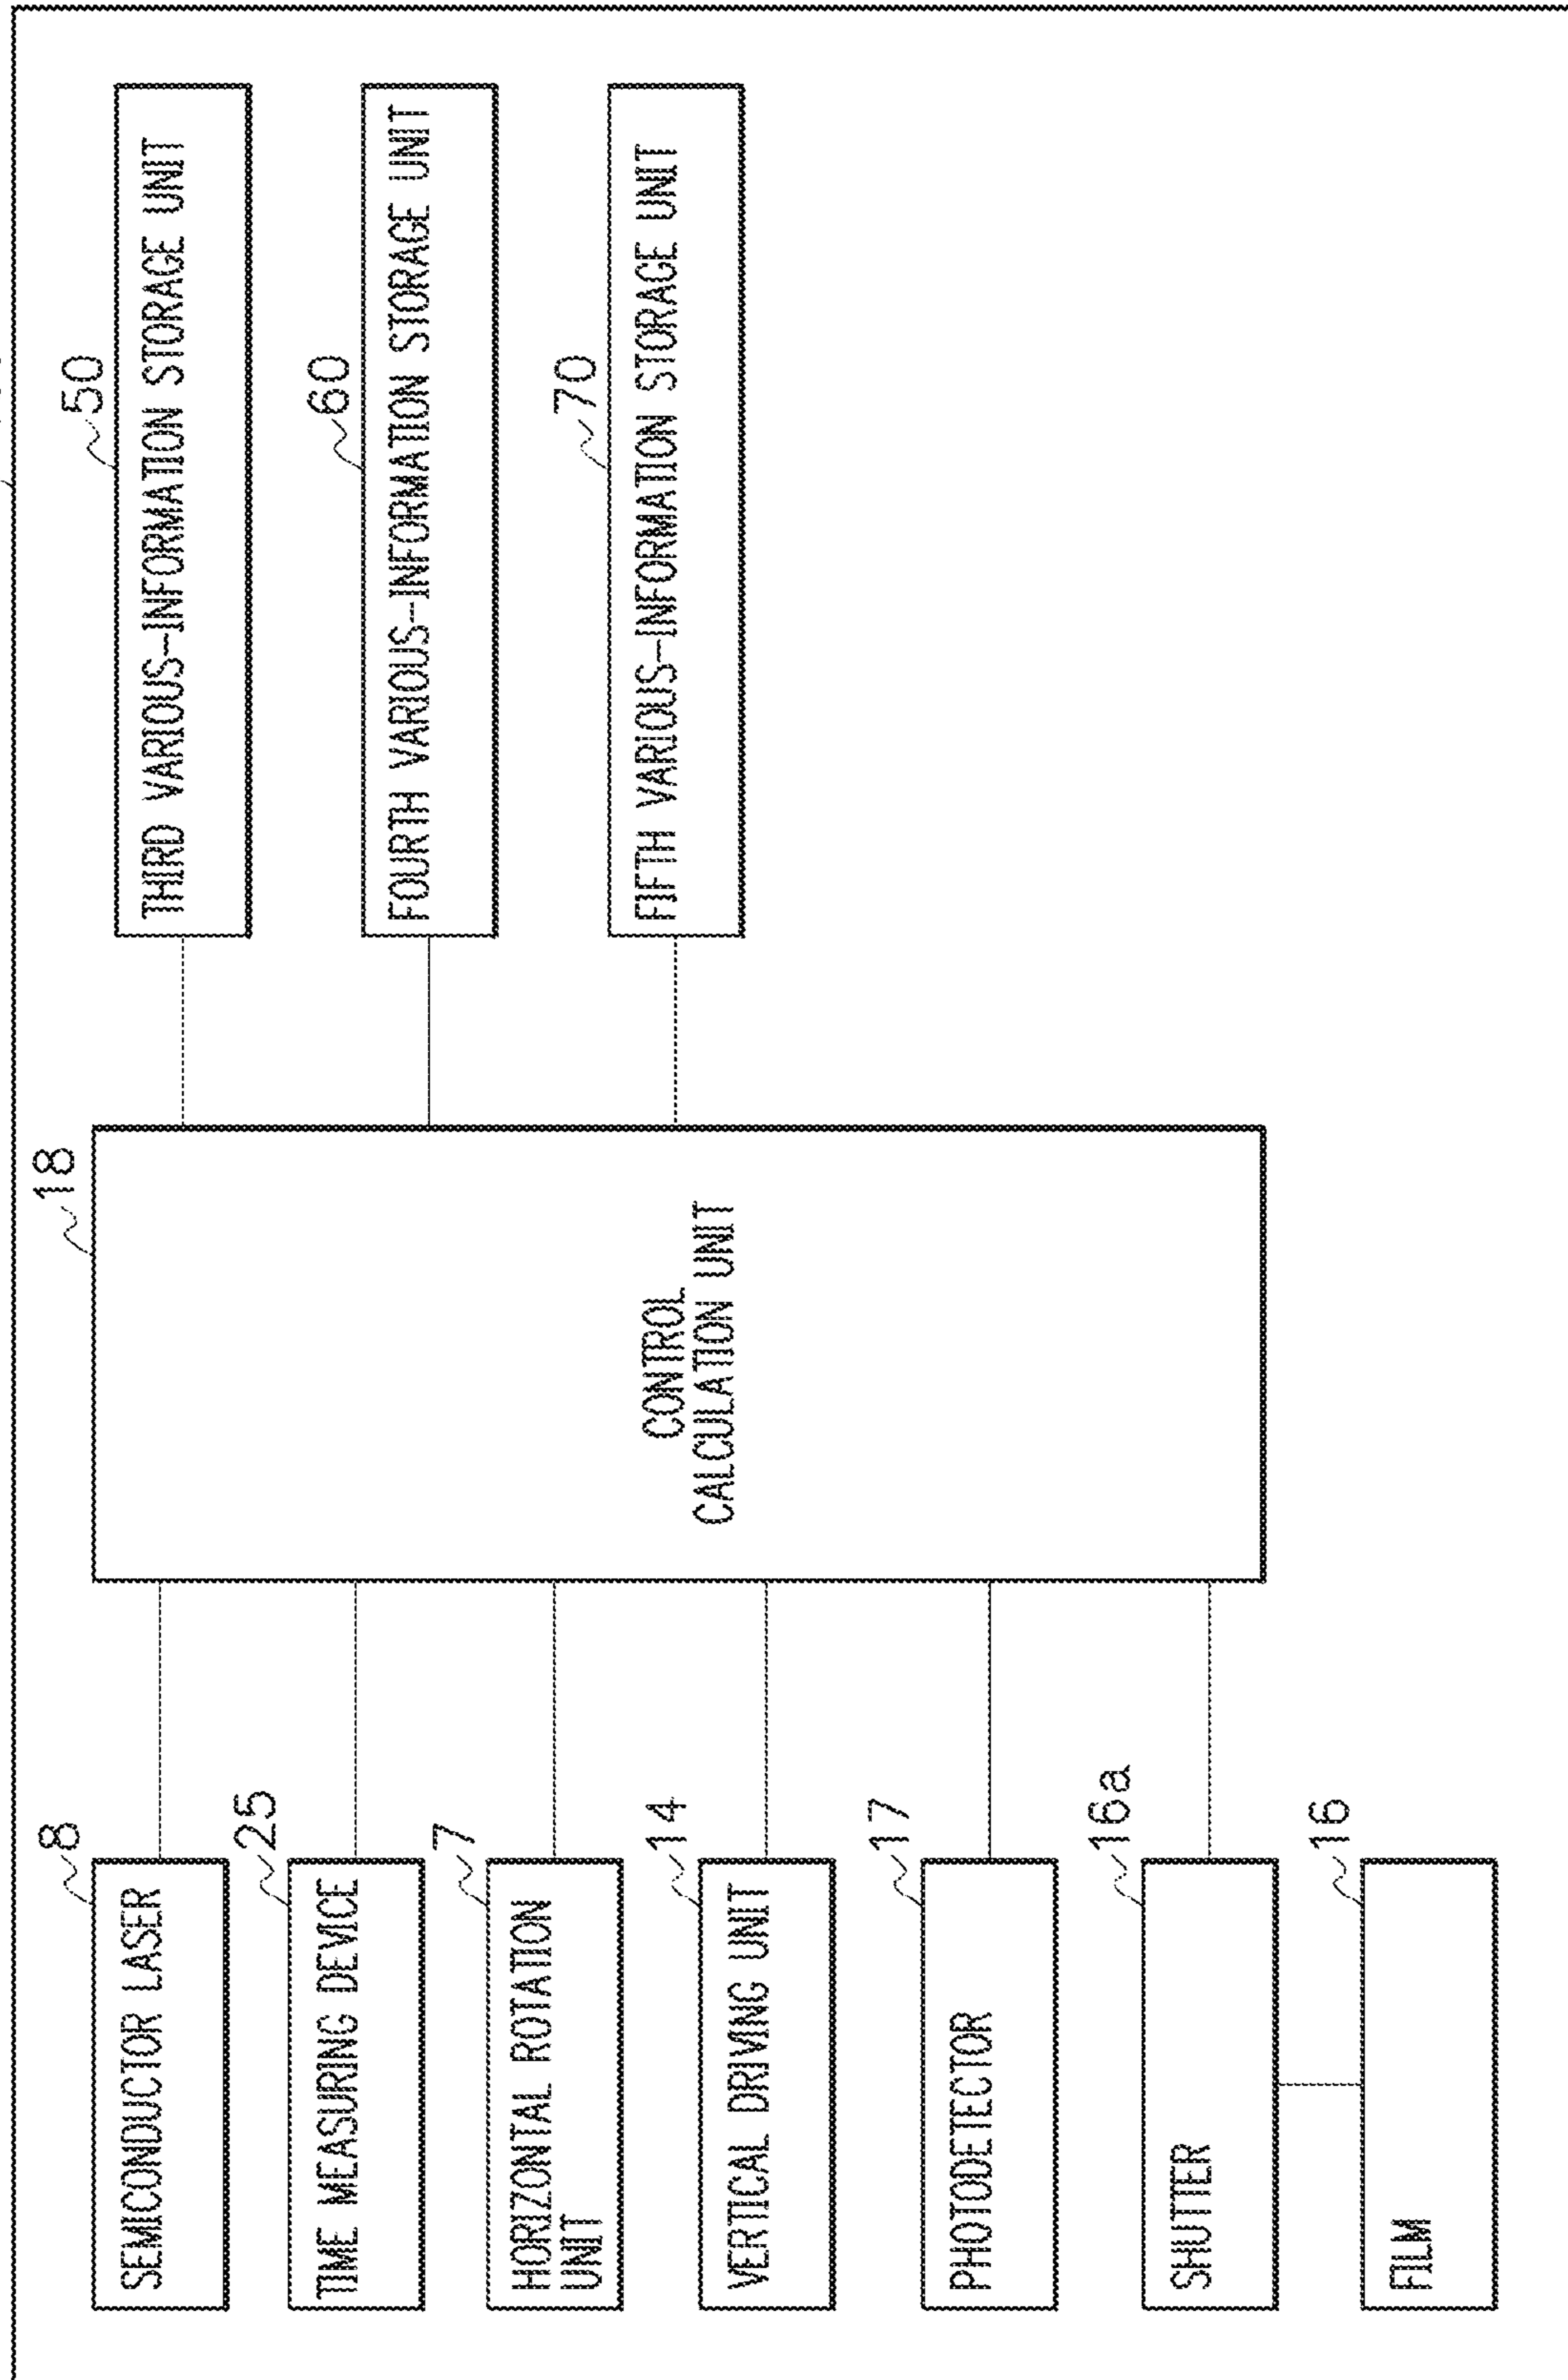 8
SEMICONDUCTOR LASER
25
TIME MEASURING DEVICE
7
HORIZONTAL ROTATION
UNIT
14
VERTICAL DRIVING UNIT
17
PHOTODETECTOR
16a
SHUTTER
16
FILM
18
CONTROL
CALCULATION UNIT
50
THIRD VARIOUS-INFORMATION STORAGE UNIT
60
FOURTH VARIOUS-INFORMATION STORAGE UNIT
70
FIFTH VARIOUS-INFORMATION STORAGE UNIT